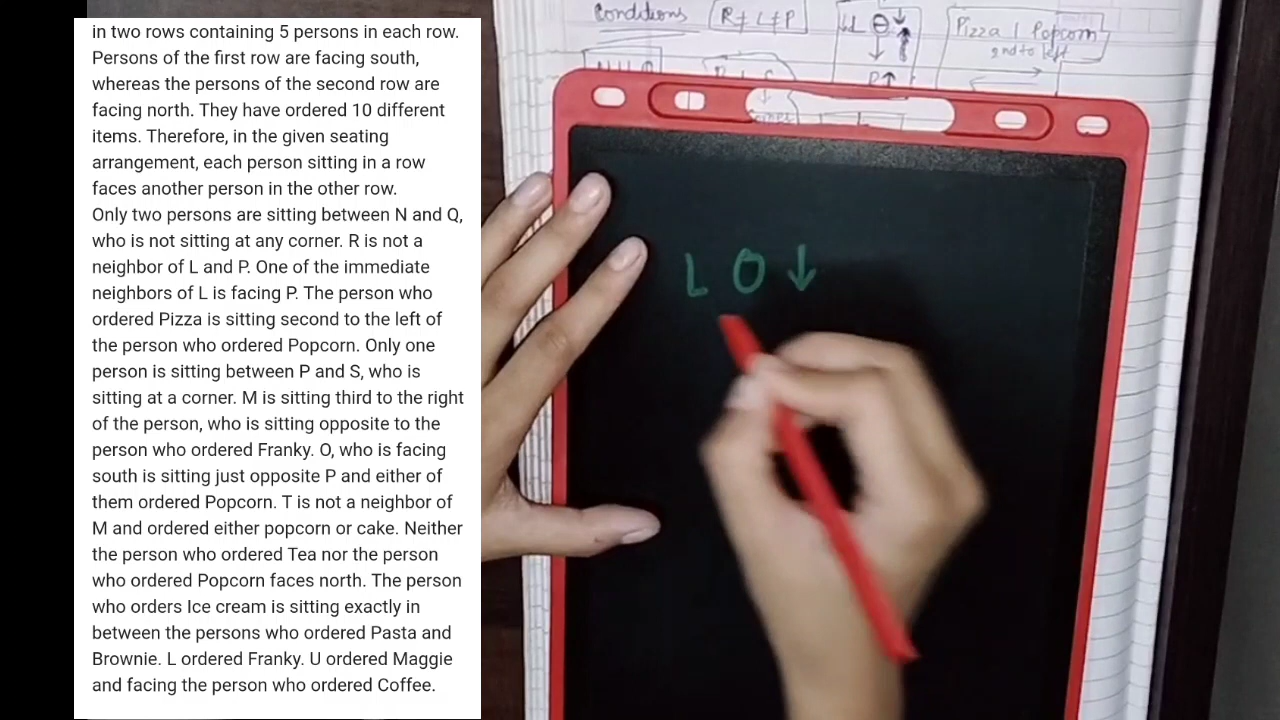 Conditions R ≠ L ≠ P
L O ↓
Pizza | Popcorn
2nd to left
P↑
in two rows containing 5 persons in each row.
Persons of the first row are facing south,
whereas the persons of the second row are
facing north. They have ordered 10 different
items. Therefore, in the given seating
arrangement, each person sitting in a row
faces another person in the other row.
Only two persons are sitting between N and Q,
who is not sitting at any corner. R is not a
neighbor of L and P. One of the immediate
neighbors of L is facing P. The person who
ordered Pizza is sitting second to the left of
the person who ordered Popcorn. Only one
person is sitting between P and S, who is
sitting at a corner. M is sitting third to the right
of the person, who is sitting opposite to the
person who ordered Franky. O, who is facing
south is sitting just opposite P and either of
them ordered Popcorn. T is not a neighbor of
M and ordered either popcorn or cake. Neither
the person who ordered Tea nor the person
who ordered Popcorn faces north. The person
who orders Ice cream is sitting exactly in
between the persons who ordered Pasta and
Brownie. L ordered Franky. U ordered Maggie
and facing the person who ordered Coffee.
L O ↓